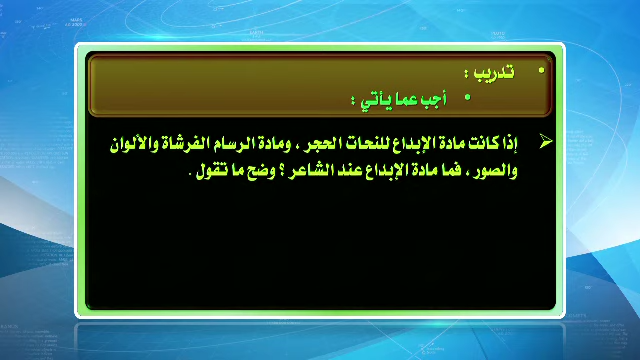 تدريب :
أجب عما يأتي :
إذا كانت مادة الإبداع للنحات الحجر ، ومادة الرسام الفرشاة والألوان
والصور ، فما مادة الإبداع عند الشاعر ؟ وضح ما تقول .